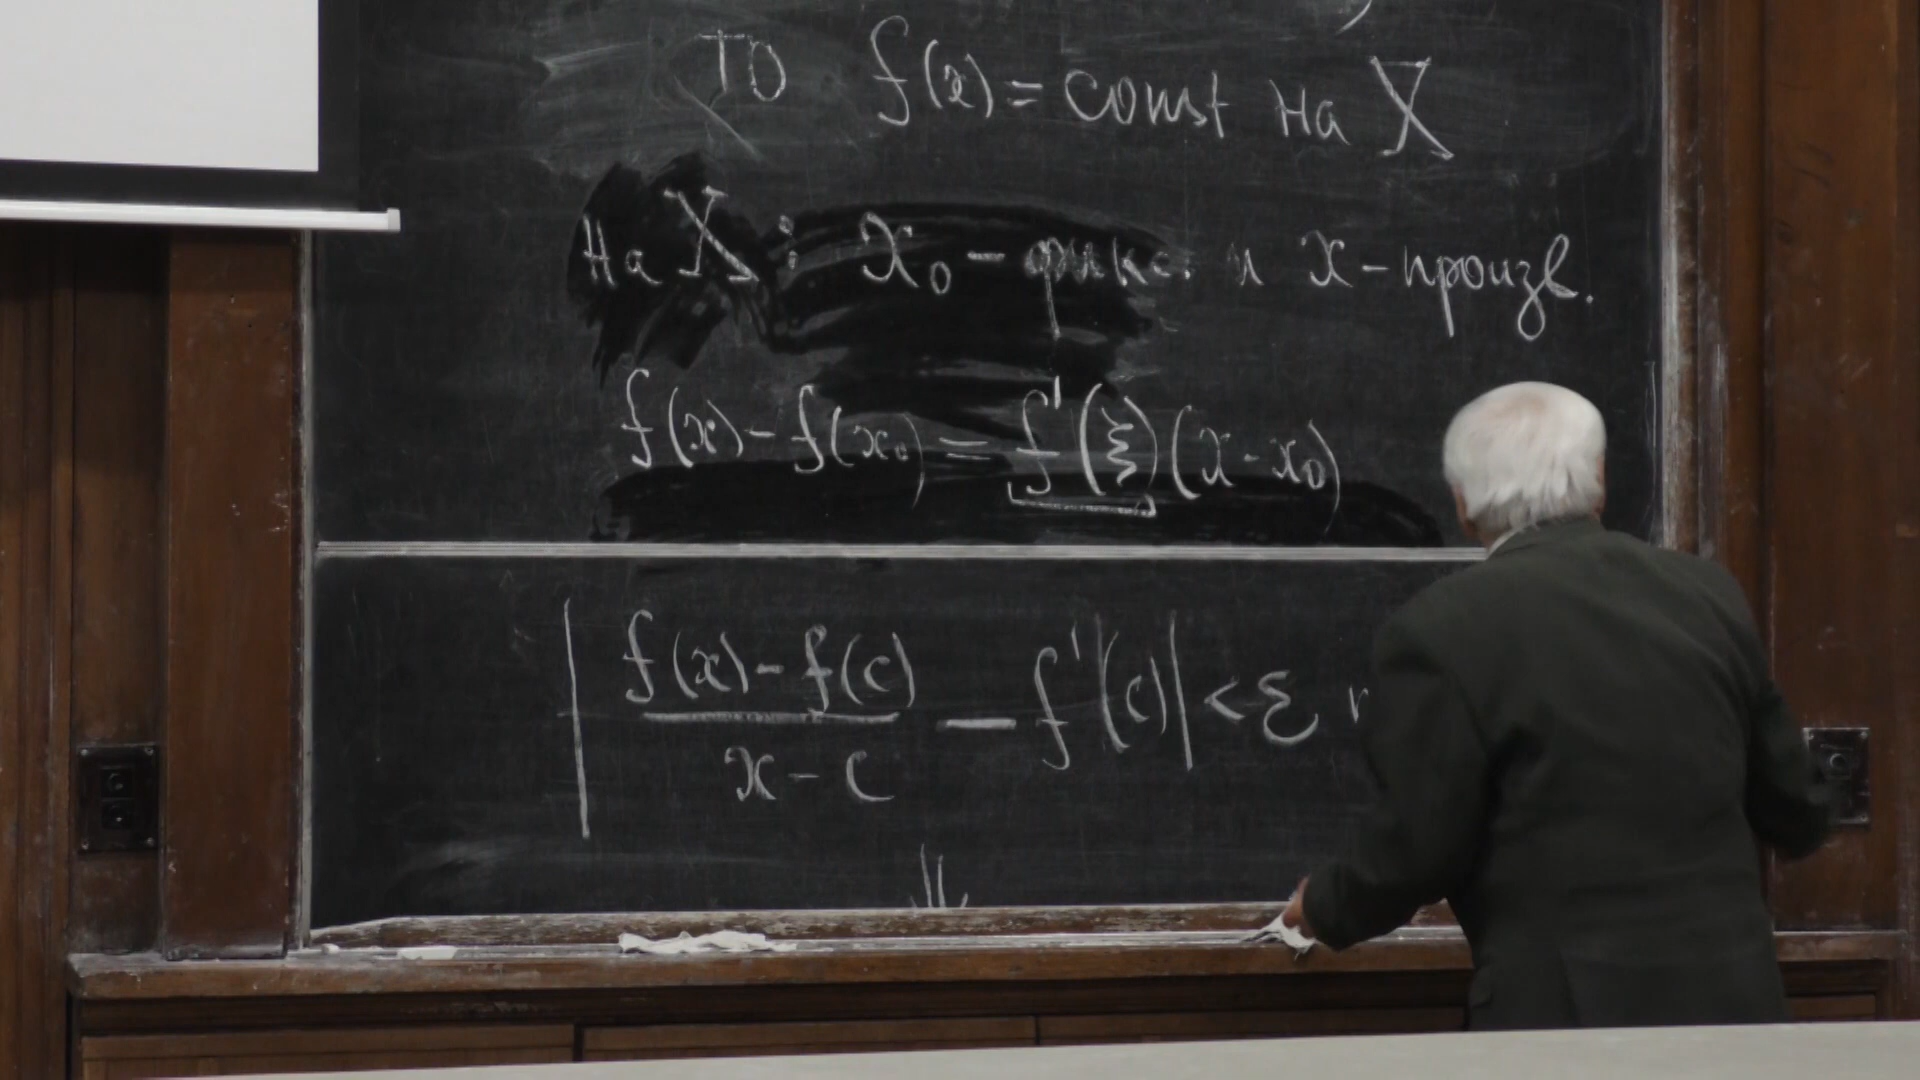 ТО f(x) = const на X
на X : x₀ – фикс. и x – произв.
f(x) – f(x₀) = f'(ξ)(x - x₀)
| (f(x) – f(c)) / (x – c) — f'(c) | < ε